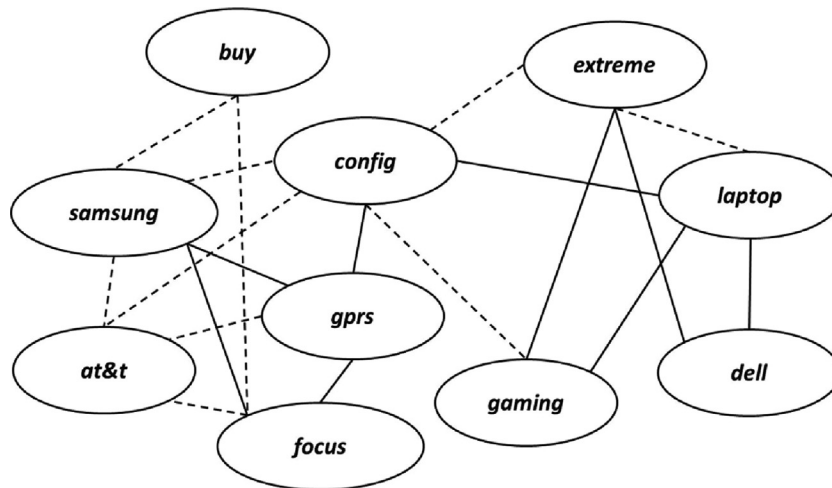 buy
extreme
config
laptop
samsung
gprs
at&t
dell
gaming
focus